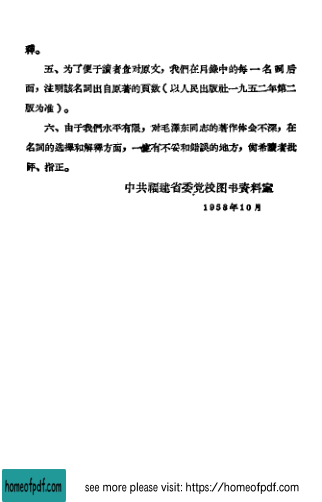 釋。
五、为了便于讀者查对原文，我們在目錄中的每一名詞后
面，注明該名詞出自原著的頁数（以人民出版社一九五二年第二
版为准）。
六、由于我們水平有限，对毛澤东同志的著作体会不深，在
名詞的选擇和解釋方面，一定有不妥和錯誤的地方，尚希讀者批
評、指正。
中共福建省委党校图书資料室
1958年10月
homeofpdf.com
see more please visit: https://homeofpdf.com